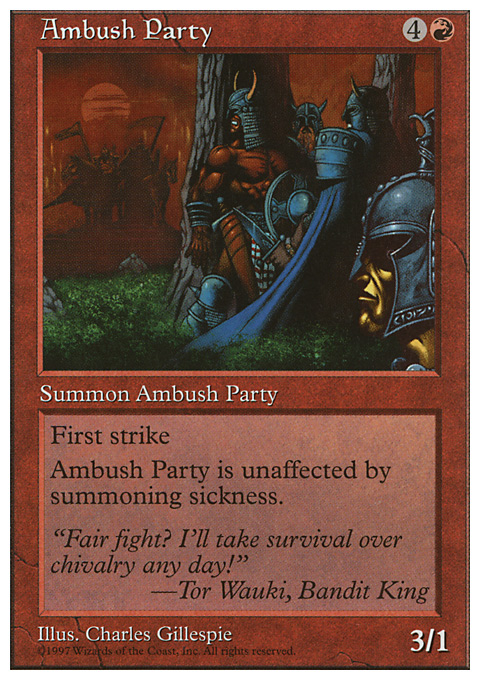 Ambush Party 4
Summon Ambush Party
First strike
Ambush Party is unaffected by
summoning sickness.
"Fair fight? I'll take survival over
chivalry any day!"
—Tor Wauki, Bandit King
Illus. Charles Gillespie
©1997 Wizards of the Coast, Inc. All rights reserved.
3/1